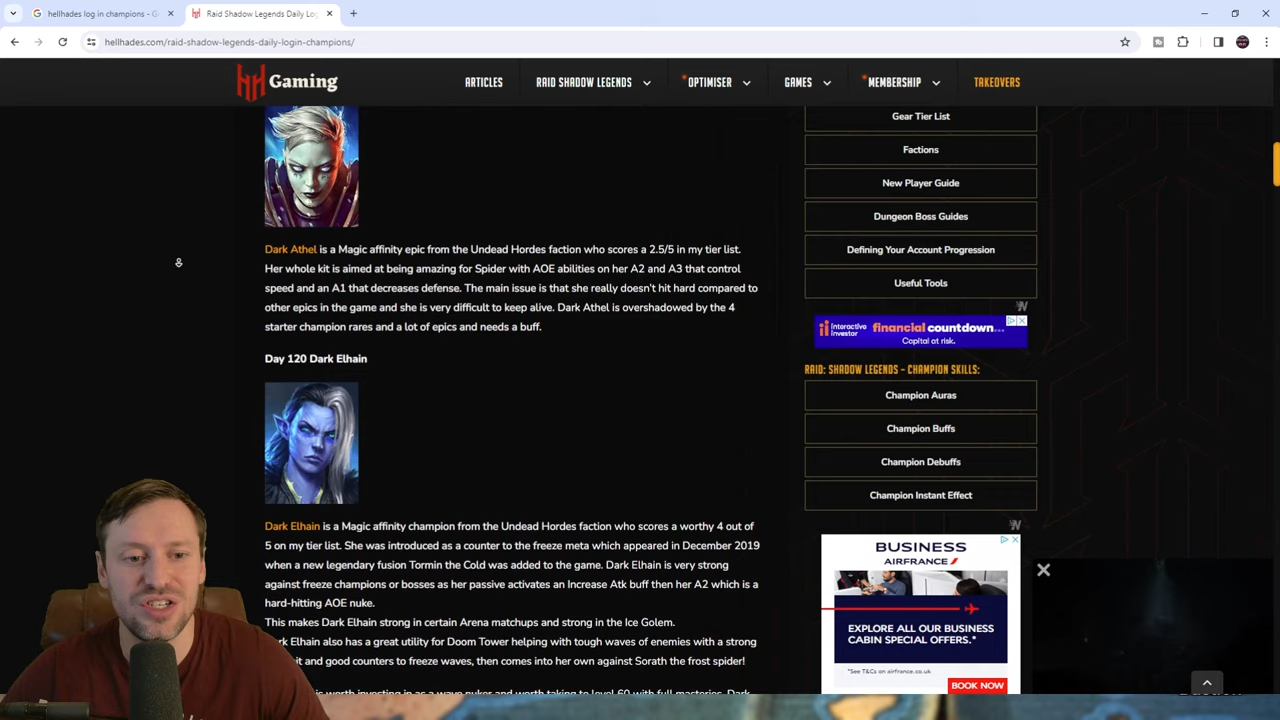 hellhades log in champions - G
Raid Shadow Legends Daily Log
hellhades.com/raid-shadow-legends-daily-login-champions/
Gaming
ARTICLES
RAID SHADOW LEGENDS
*OPTIMISER
GAMES
*MEMBERSHIP
TAKEOVERS
Dark Athel is a Magic affinity epic from the Undead Hordes faction who scores a 2.5/5 in my tier list.
Her whole kit is aimed at being amazing for Spider with AOE abilities on her A2 and A3 that control
speed and an A1 that decreases defense. The main issue is that she really doesn't hit hard compared to
other epics in the game and she is very difficult to keep alive. Dark Athel is overshadowed by the 4
starter champion rares and a lot of epics and needs a buff.
Day 120 Dark Elhain
Dark Elhain is a Magic affinity champion from the Undead Hordes faction who scores a worthy 4 out of
5 on my tier list. She was introduced as a counter to the freeze meta which appeared in December 2019
when a new legendary fusion Tormin the Cold was added to the game. Dark Elhain is very strong
against freeze champions or bosses as her passive activates an Increase Atk buff then her A2 which is a
hard-hitting AOE nuke.
This makes Dark Elhain strong in certain Arena matchups and strong in the Ice Golem.
rk Elhain also has a great utility for Doom Tower helping with tough waves of enemies with a strong
it and good counters to freeze waves, then comes into her own against Sorath the frost spider!
Gear Tier List
Factions
New Player Guide
Dungeon Boss Guides
Defining Your Account Progression
Useful Tools
interactive investor
financial countdown...
Capital at risk.
RAID: SHADOW LEGENDS – CHAMPION SKILLS:
Champion Auras
Champion Buffs
Champion Debuffs
Champion Instant Effect
BUSINESS
AIRFRANCE
EXPLORE ALL OUR BUSINESS
CABIN SPECIAL OFFERS.*
*See T&Cs on airfrance.co.uk
BOOK NOW